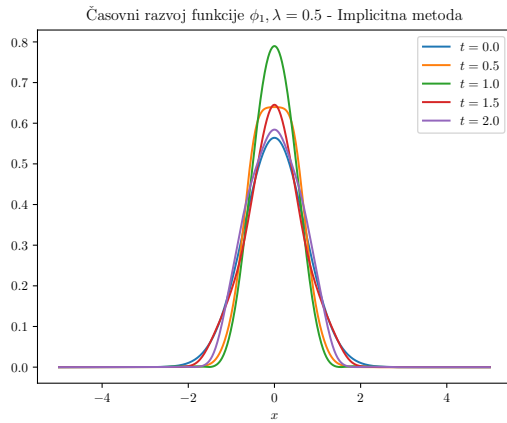 Časovni razvoj funkcije ϕ₁, λ = 0.5 - Implicitna metoda
0.8
0.7
0.6
0.5
0.4
0.3
0.2
0.1
0.0
t = 0.0
t = 0.5
t = 1.0
t = 1.5
t = 2.0
−4
−2
0
2
4
x